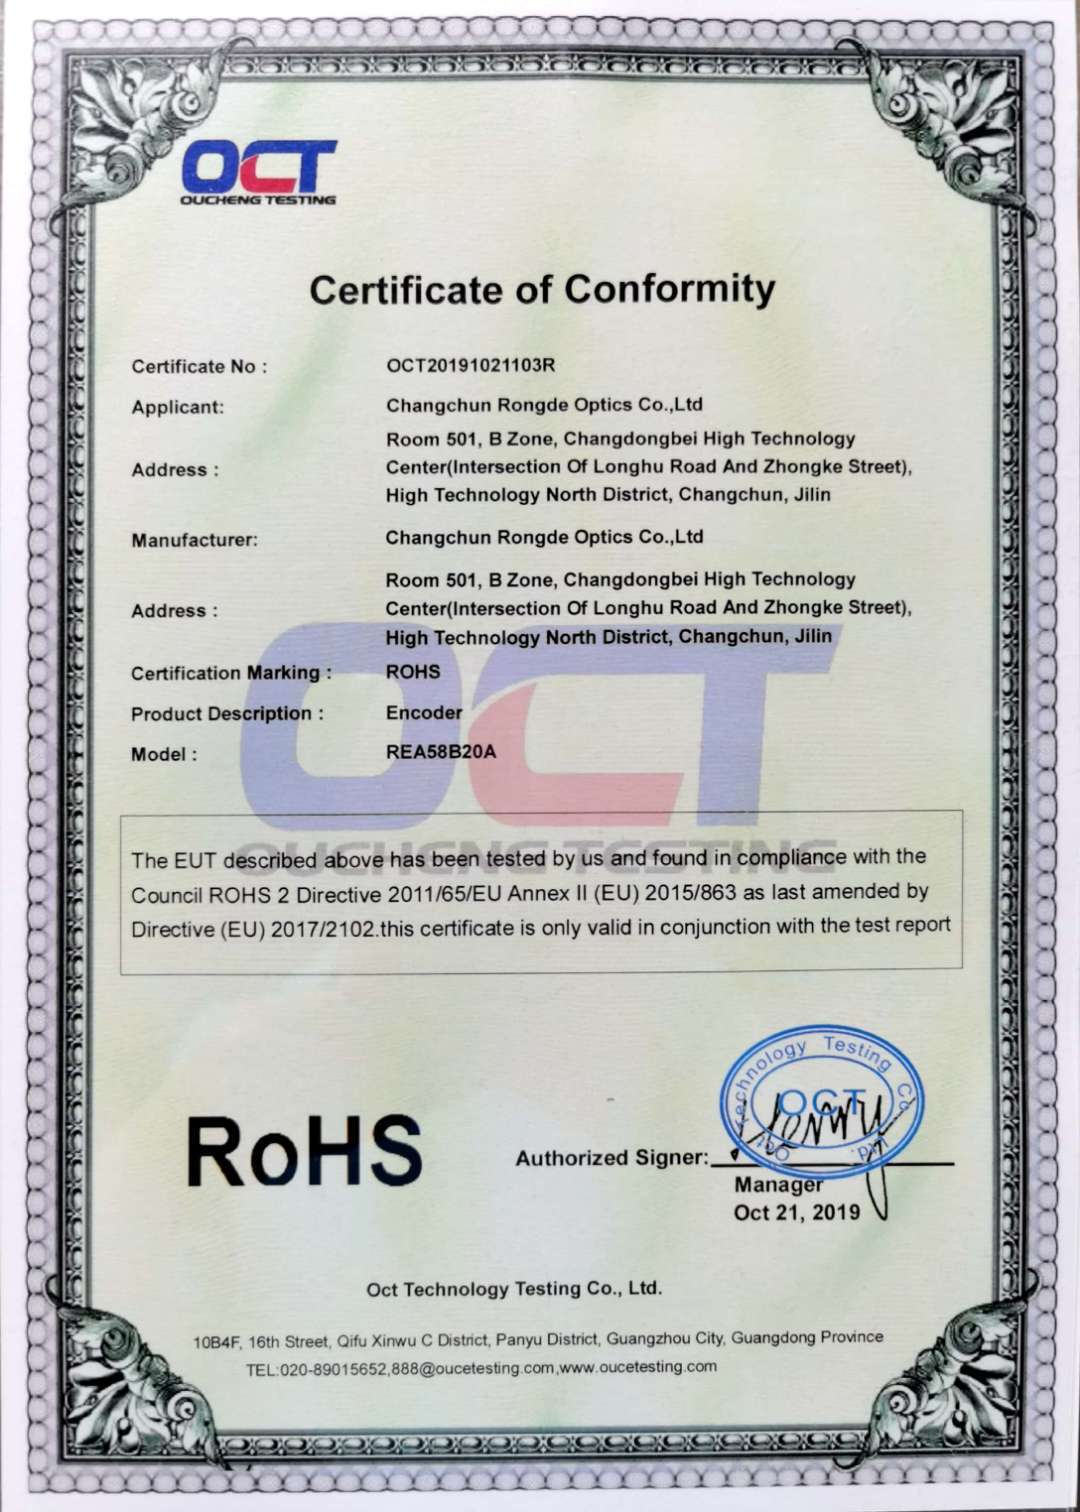 OCT
OUCHENG TESTING
Certificate of Conformity
Certificate No : OCT20191021103R
Applicant: Changchun Rongde Optics Co.,Ltd
Room 501, B Zone, Changdongbei High Technology
Address : Center(Intersection Of Longhu Road And Zhongke Street),
High Technology North District, Changchun, Jilin
Manufacturer: Changchun Rongde Optics Co.,Ltd
Room 501, B Zone, Changdongbei High Technology
Address : Center(Intersection Of Longhu Road And Zhongke Street),
High Technology North District, Changchun, Jilin
Certification Marking : ROHS
Product Description : Encoder
Model : REA58B20A
OCT
OUCHENG TESTING
The EUT described above has been tested by us and found in compliance with the
Council ROHS 2 Directive 2011/65/EU Annex II (EU) 2015/863 as last amended by
Directive (EU) 2017/2102.this certificate is only valid in conjunction with the test report
RoHS
Oct Technology Testing Co., Ltd.
OCT
Authorized Signer:
Manager
Oct 21, 2019
Oct Technology Testing Co., Ltd.
10B4F, 16th Street, Qifu Xinwu C District, Panyu District, Guangzhou City, Guangdong Province
TEL:020-89015652,888@oucetesting.com,www.oucetesting.com